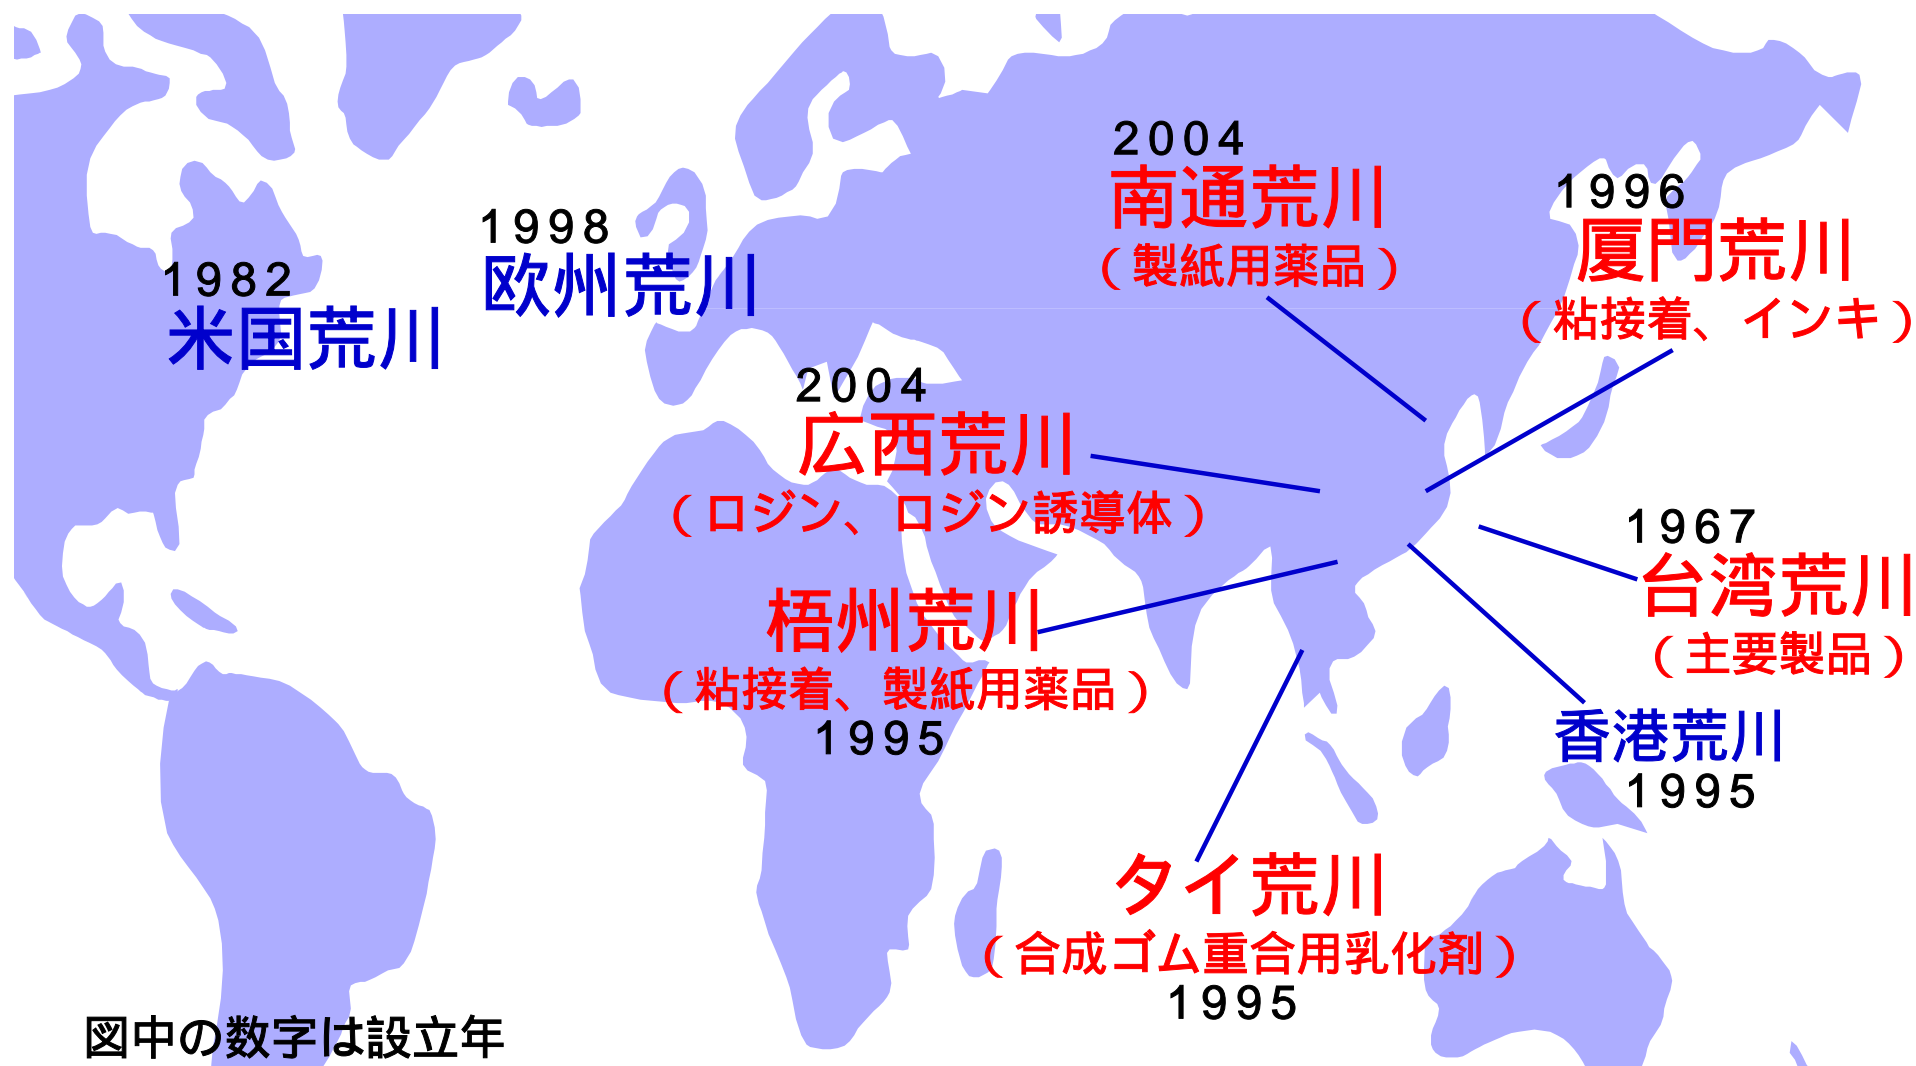 2004
南通荒川
（製紙用薬品）
1996
厦門荒川
（粘接着、インキ）
1998
欧州荒川
1982
米国荒川
2004
広西荒川
（ロジン、ロジン誘導体）
1967
台湾荒川
（主要製品）
梧州荒川
（粘接着、製紙用薬品）
1995
香港荒川
1995
タイ荒川
（合成ゴム重合用乳化剤）
1995
図中の数字は設立年